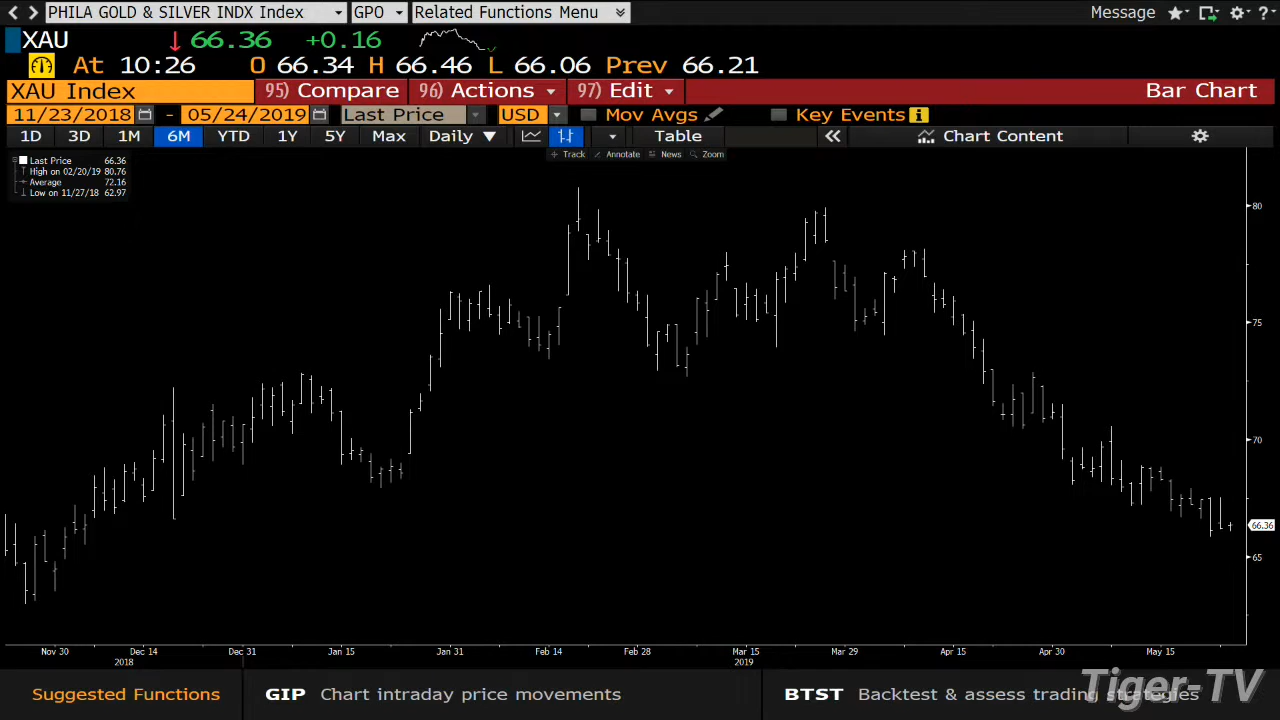 PHILA GOLD & SILVER INDX Index GPO Related Functions Menu Message ?
XAU 66.36 +0.16
At 10:26 O 66.34 H 66.46 L 66.06 Prev 66.21
XAU Index 95) Compare 96) Actions 97) Edit Bar Chart
11/23/2018 - 05/24/2019 Last Price USD Mov Avgs Key Events
1D 3D 1M 6M YTD 1Y 5Y Max Daily Table Chart Content
Track Annotate News Zoom
Last Price 66.36
High on 02/20/19 80.76
Average 72.16
Low on 11/27/18 62.97
80
75
70
66.36
65
Nov 30 Dec 14 Dec 31 Jan 15 Jan 31 Feb 14 Feb 28 Mar 15 Mar 29 Apr 15 Apr 30 May 15
2018 2019
Suggested Functions GIP Chart intraday price movements BTST Backtest & assess trading strategies
Tiger-TV